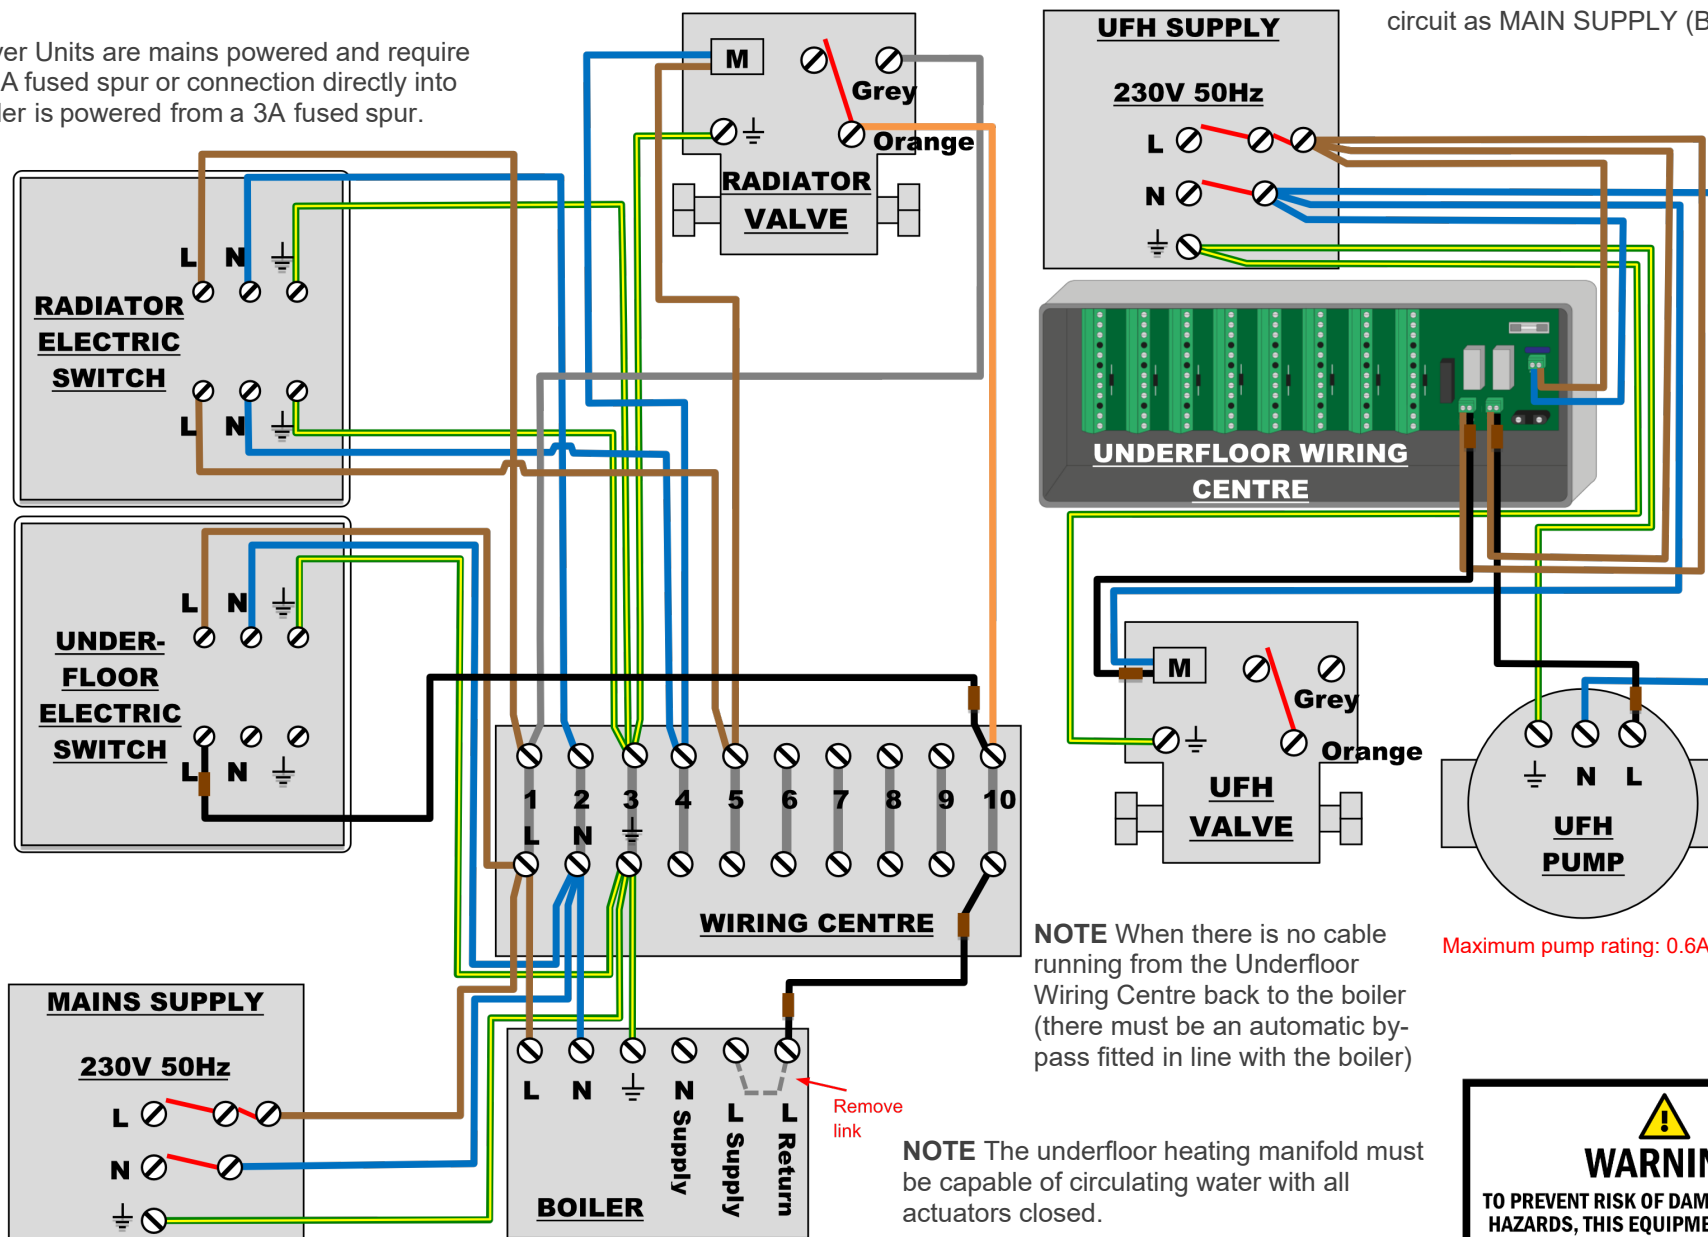 er Units are mains powered and require
A fused spur or connection directly into
ler is powered from a 3A fused spur.
circuit as MAIN SUPPLY (B
M
Grey
Orange
RADIATOR
VALVE
UFH SUPPLY
230V 50Hz
L
N
L N
RADIATOR
ELECTRIC
SWITCH
L N
UNDERFLOOR WIRING
CENTRE
L N
UNDER-
FLOOR
ELECTRIC
SWITCH
L N
M
Grey
Orange
UFH
VALVE
N L
UFH
PUMP
Maximum pump rating: 0.6A
1 2 3 4 5 6 7 8 9 10
L N
WIRING CENTRE
NOTE When there is no cable
running from the Underfloor
Wiring Centre back to the boiler
(there must be an automatic by-
pass fitted in line with the boiler)
MAINS SUPPLY
230V 50Hz
L
N
L N N Supply L Supply L Return
BOILER
Remove
link
NOTE The underfloor heating manifold must
be capable of circulating water with all
actuators closed.
WARNIN
TO PREVENT RISK OF DAM
HAZARDS, THIS EQUIPME